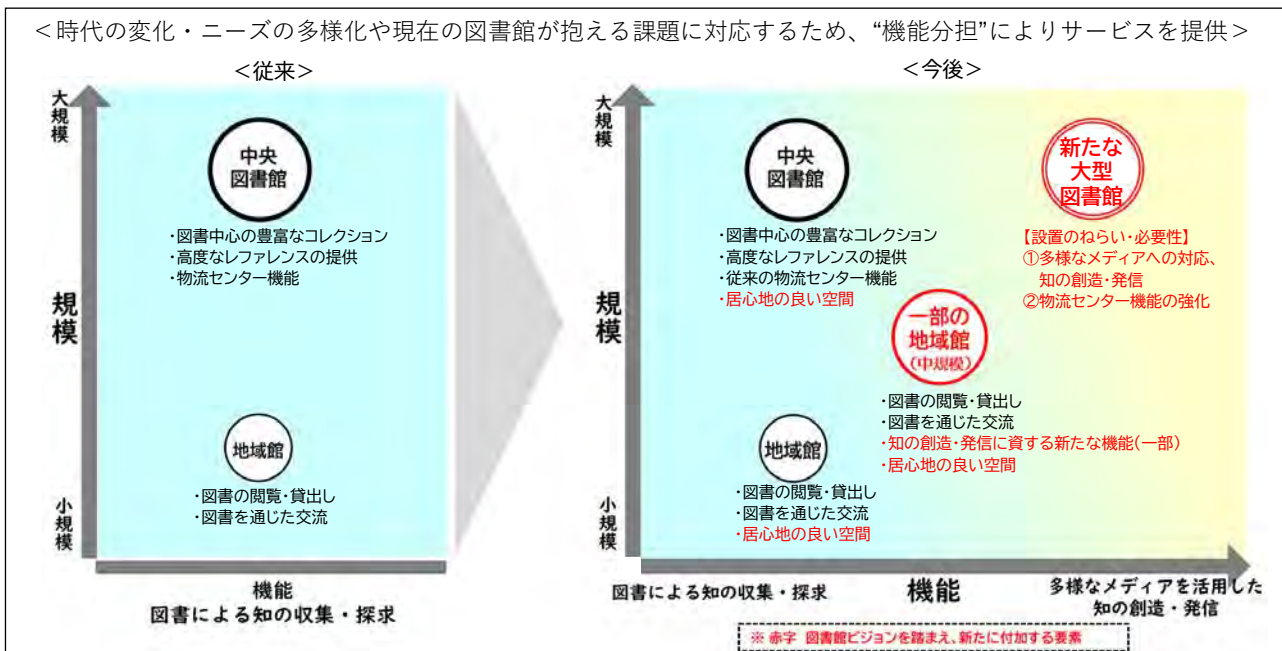 ＜時代の変化・ニーズの多様化や現在の図書館が抱える課題に対応するため、“機能分担”によりサービスを提供＞
＜従来＞
大規模
規模
小規模
中央
図書館
・図書中心の豊富なコレクション
・高度なレファレンスの提供
・物流センター機能
地域館
・図書の閲覧・貸出し
・図書を通じた交流
機能
図書による知の収集・探求
＜今後＞
大規模
規模
小規模
中央
図書館
・図書中心の豊富なコレクション
・高度なレファレンスの提供
・従来の物流センター機能
・居心地の良い空間
新たな
大型
図書館
【設置のねらい・必要性】
①多様なメディアへの対応、
知の創造・発信
②物流センター機能の強化
一部の
地域館
(中規模)
・図書の閲覧・貸出し
・図書を通じた交流
・知の創造・発信に資する新たな機能(一部)
・居心地の良い空間
地域館
・図書の閲覧・貸出し
・図書を通じた交流
・居心地の良い空間
図書による知の収集・探求
機能
多様なメディアを活用した
知の創造・発信
※ 赤字 図書館ビジョンを踏まえ、新たに付加する要素